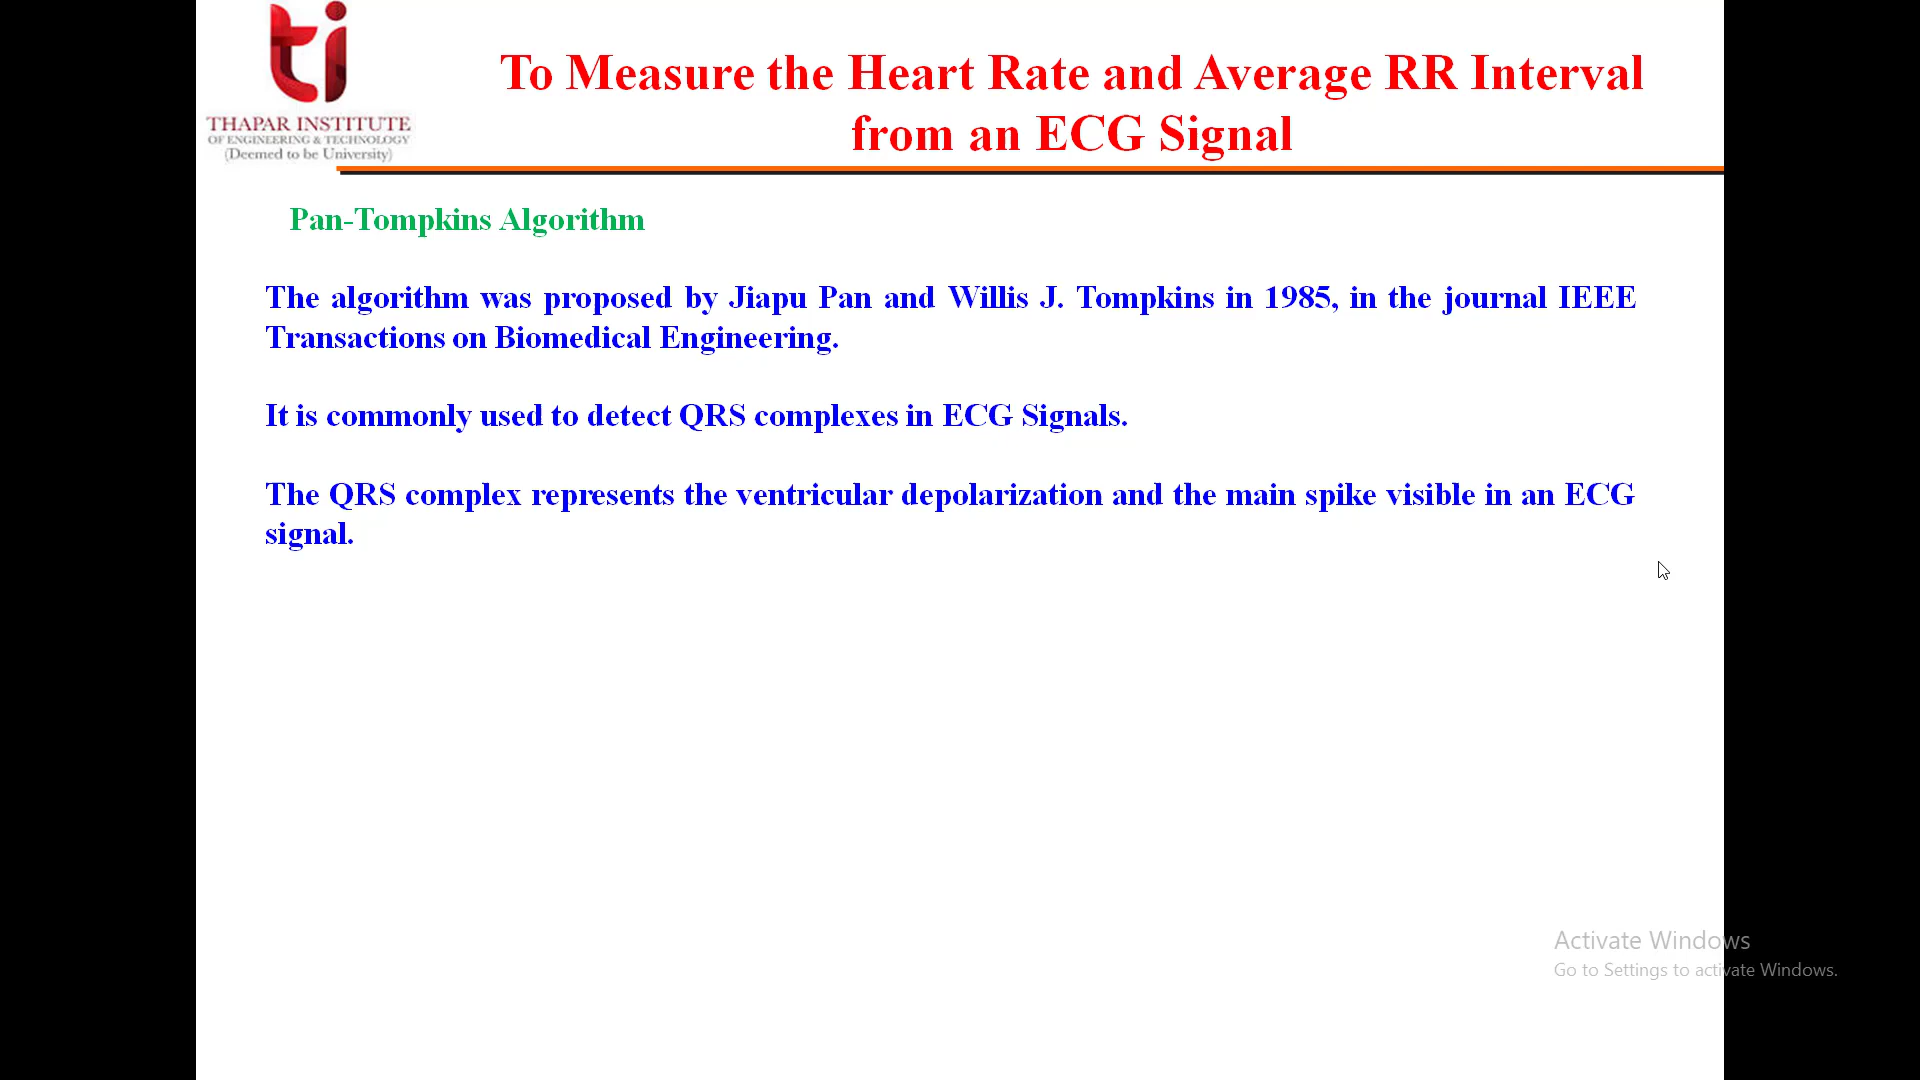 THAPAR INSTITUTE
OF ENGINEERING & TECHNOLOGY
(Deemed to be University)
To Measure the Heart Rate and Average RR Interval
from an ECG Signal
Pan-Tompkins Algorithm
The algorithm was proposed by Jiapu Pan and Willis J. Tompkins in 1985, in the journal IEEE
Transactions on Biomedical Engineering.
It is commonly used to detect QRS complexes in ECG Signals.
The QRS complex represents the ventricular depolarization and the main spike visible in an ECG
signal.
Activate Windows
Go to Settings to activate Windows.